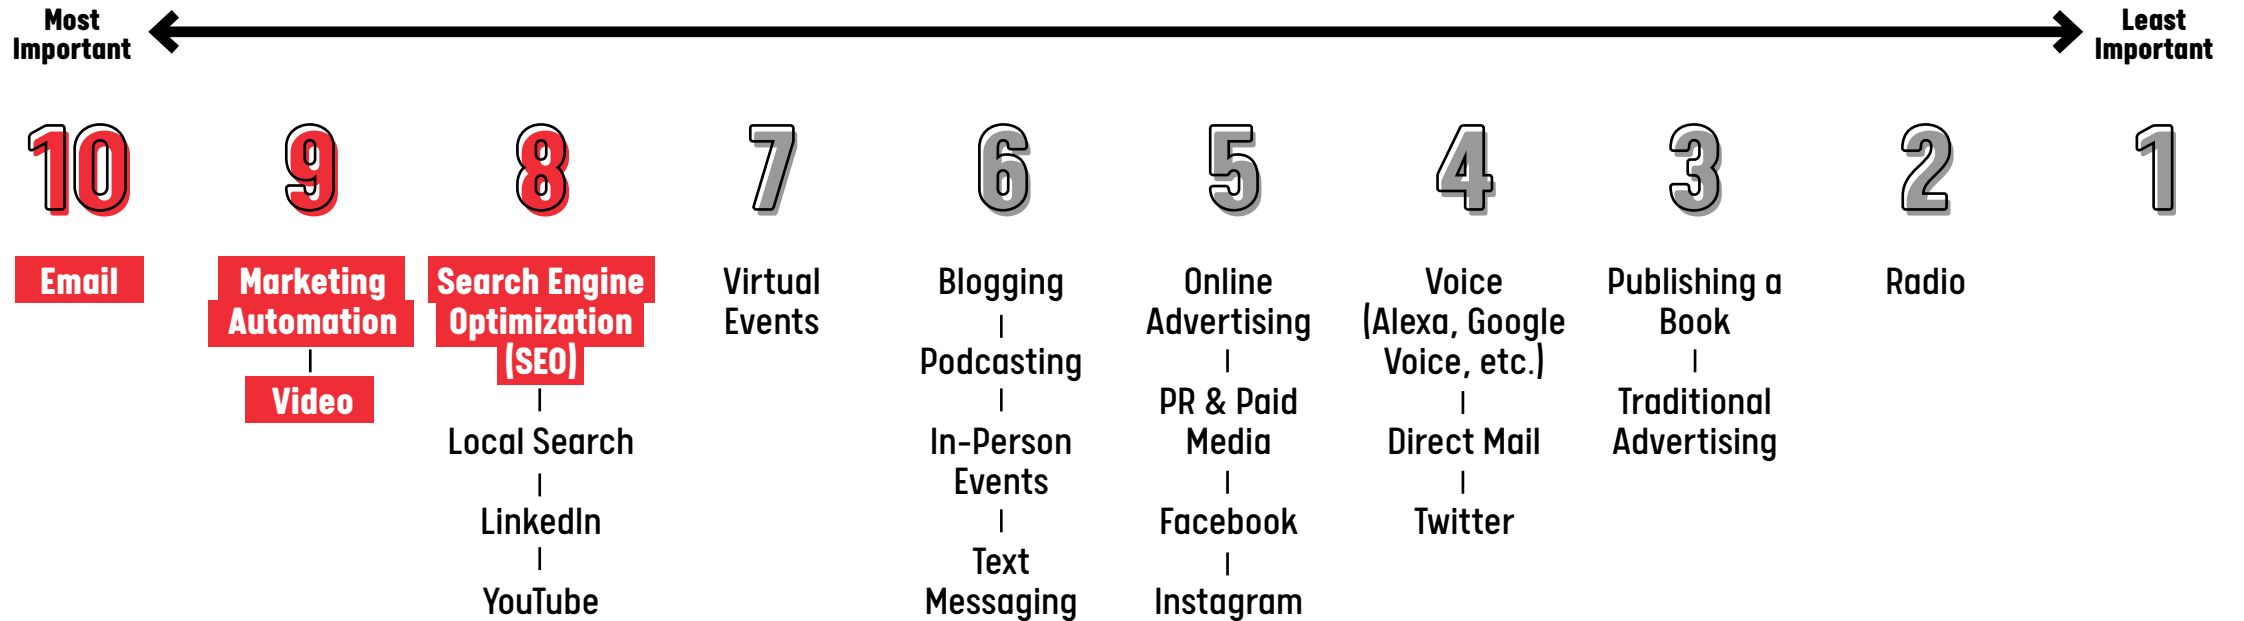 Most
Important
Least
Important
10
9
8
7
6
5
4
3
2
1
Email
Marketing
Automation
Video
Search Engine
Optimization
(SEO)
Local Search
LinkedIn
YouTube
Virtual
Events
Blogging
Podcasting
In-Person
Events
Text
Messaging
Online
Advertising
PR & Paid
Media
Facebook
Instagram
Voice
(Alexa, Google
Voice, etc.)
Direct Mail
Twitter
Publishing a
Book
Traditional
Advertising
Radio